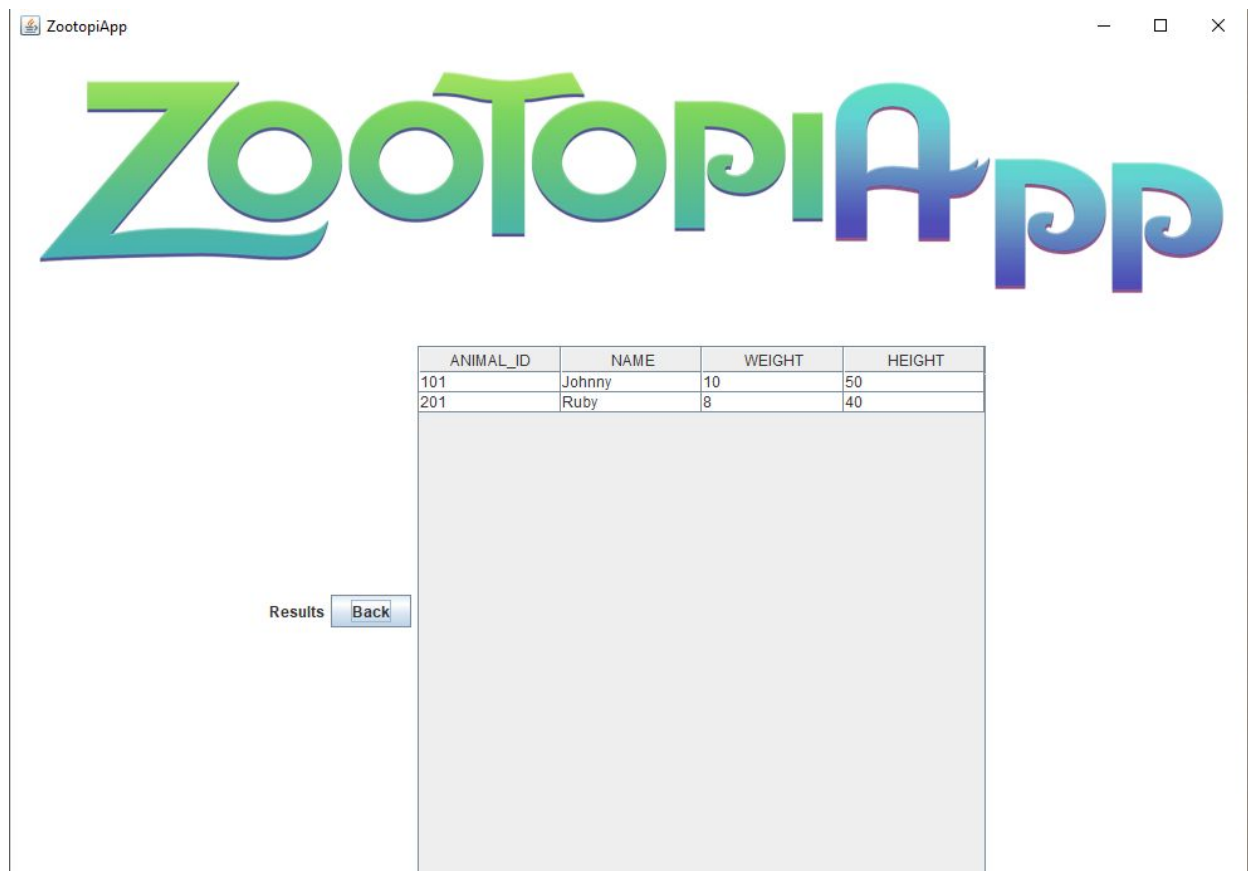 ZootopiApp
ZooTopiApp
ANIMAL_ID NAME WEIGHT HEIGHT
101 Johnny 10 50
201 Ruby 8 40
Results Back